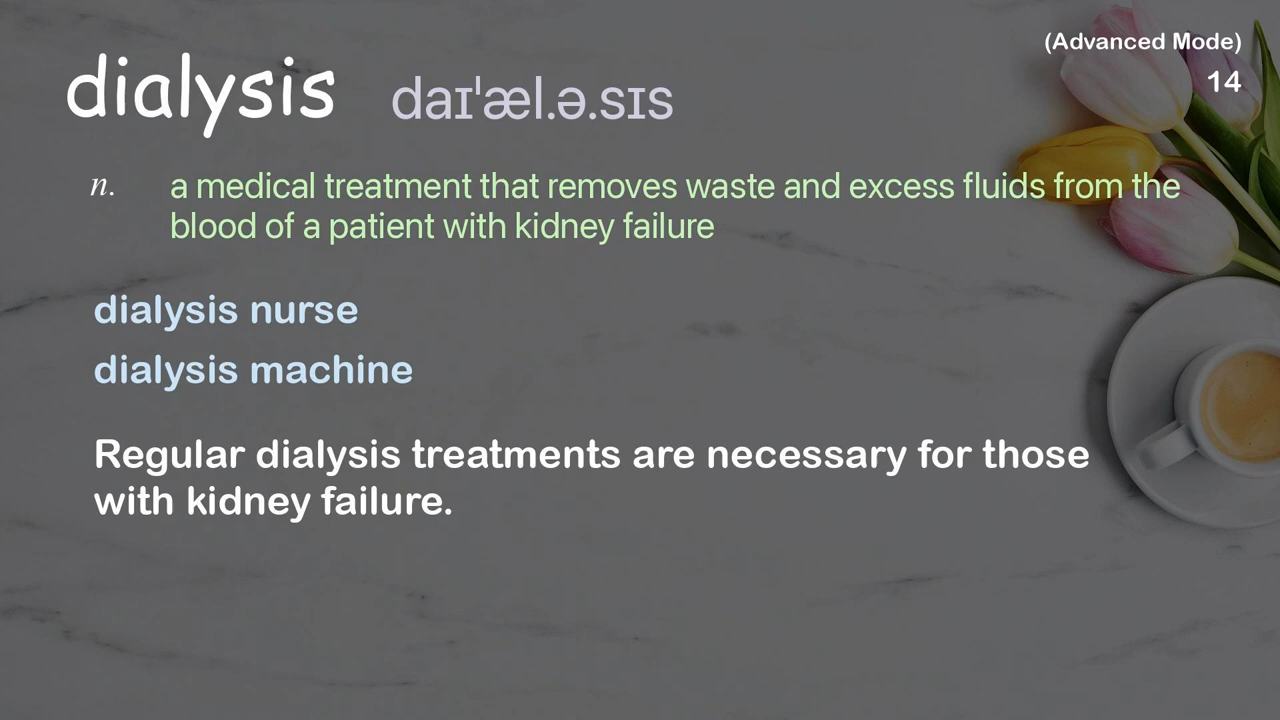 (Advanced Mode)
14
dialysis daɪˈæl.ə.sɪs
n. a medical treatment that removes waste and excess fluids from the
blood of a patient with kidney failure
dialysis nurse
dialysis machine
Regular dialysis treatments are necessary for those
with kidney failure.